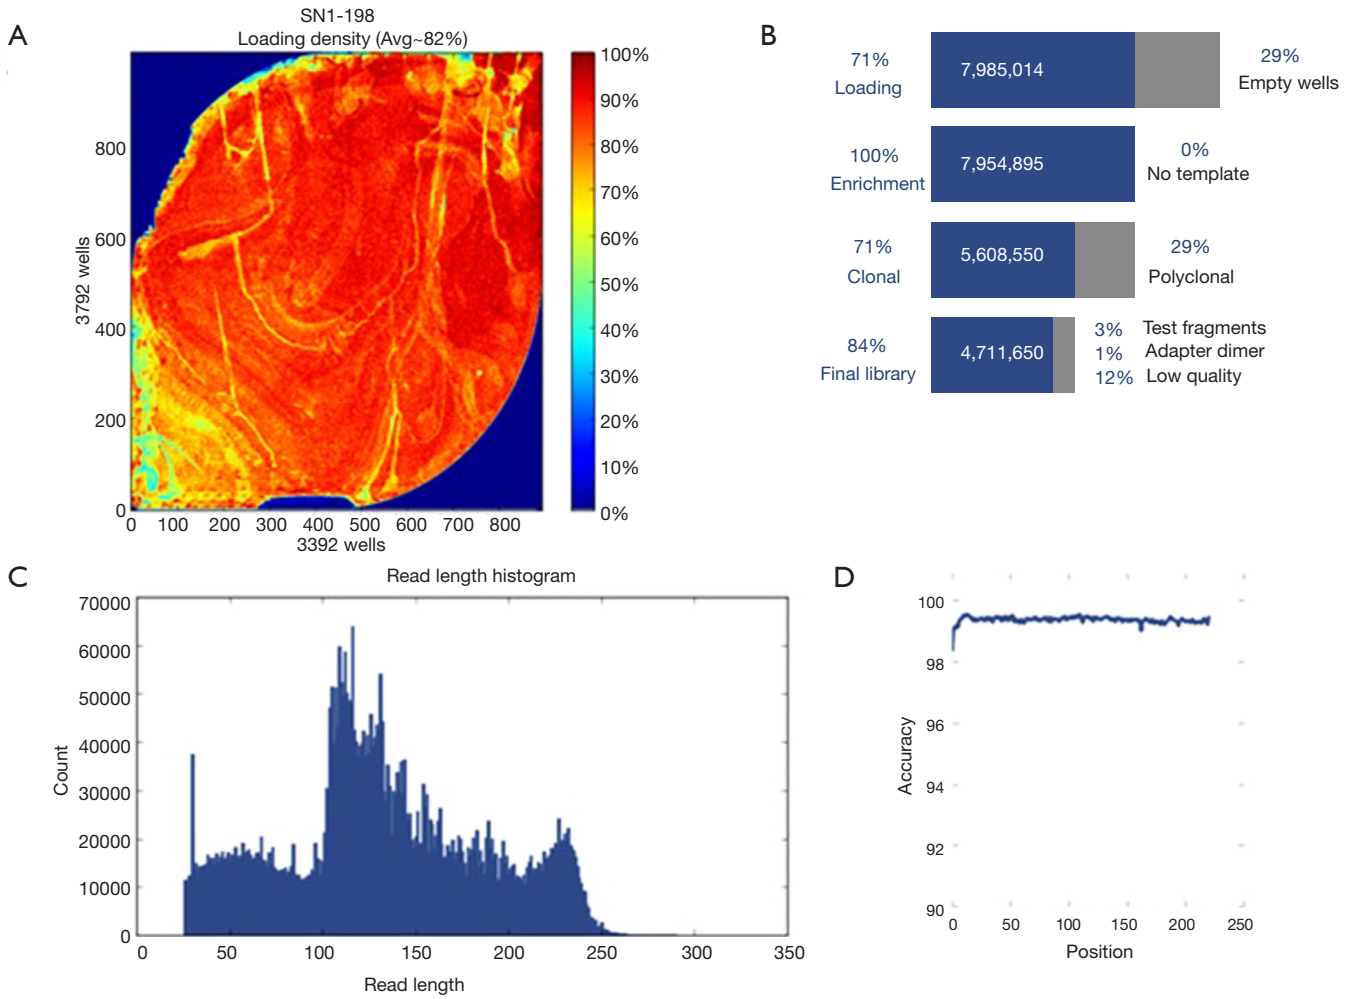 A
SN1-198
Loading density (Avg~82%)
3792 wells
800
600
400
200
0
0 100 200 300 400 500 600 700 800
3392 wells
100%
90%
80%
70%
60%
50%
40%
30%
20%
10%
0%
B
71%
Loading
7,985,014
29%
Empty wells
100%
Enrichment
7,954,895
0%
No template
71%
Clonal
5,608,550
29%
Polyclonal
84%
Final library
4,711,650
3% Test fragments
1% Adapter dimer
12% Low quality
C
Read length histogram
Count
70000
60000
50000
40000
30000
20000
10000
0
0 50 100 150 200 250 300 350
Read length
D
Accuracy
100
98
96
94
92
90
0 50 100 150 200 250
Position